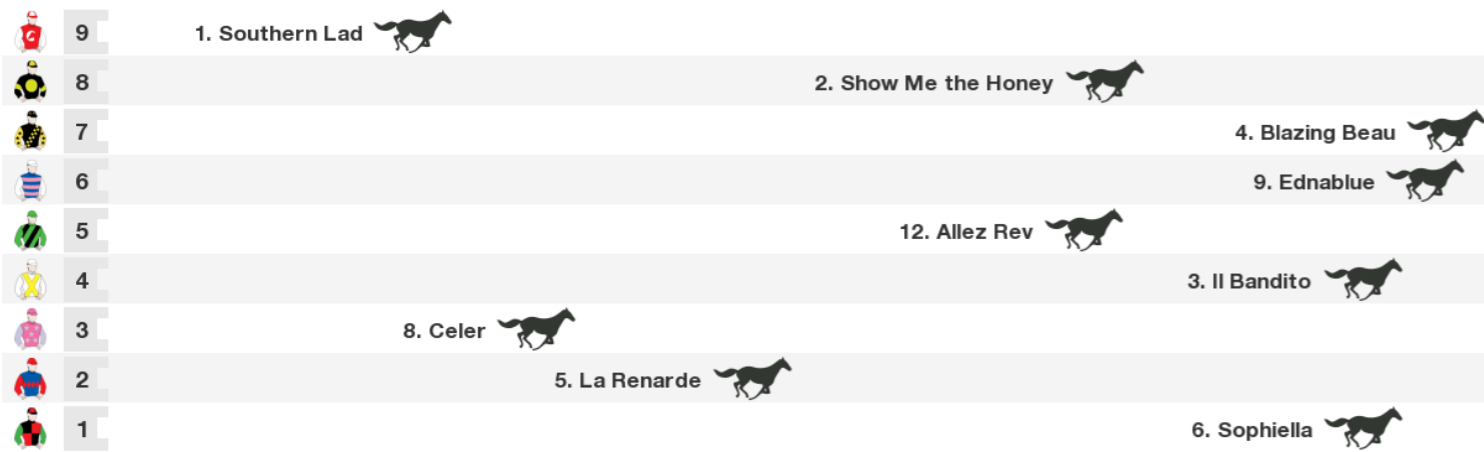 9 1. Southern Lad
8 2. Show Me the Honey
7 4. Blazing Beau
6 9. Ednablue
5 12. Allez Rev
4 3. Il Bandito
3 8. Celer
2 5. La Renarde
1 6. Sophiella